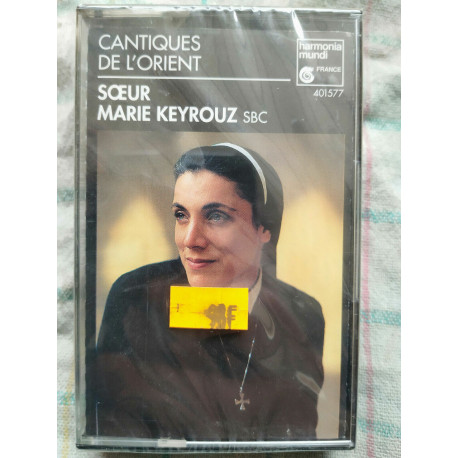 CANTIQUES
DE L'ORIENT
SŒUR
MARIE KEYROUZ SBC
harmonia
mundi
FRANCE
401577